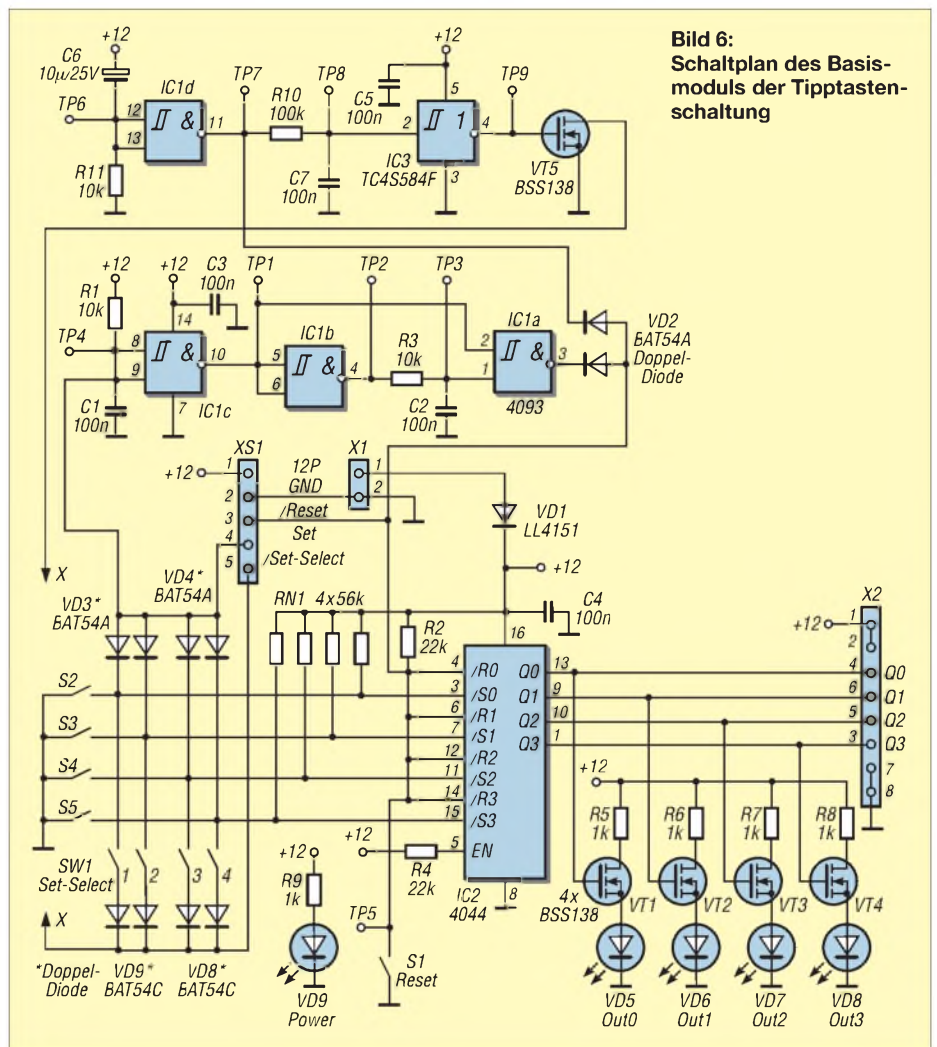 Bild 6:
Schaltplan des Basis-
moduls der Tipptasten-
schaltung
+12
C6
10µ/25V
TP6
12
13
IC1d
&
11
R11
10k
TP7
R10
100k
TP8
C7
100n
+12
C5
100n
5
2
1
4
3
IC3
TC4S584F
TP9
VT5
BSS138
+12
R1
10k
TP4
C1
100n
+12
C3
100n
14
8
9
&
10
7
IC1c
TP1
IC1b
5
6
&
4
TP2
R3
10k
TP3
C2
100n
IC1a
2
1
&
3
4093
VD2
BAT54A
Doppel-
Diode
XS1
+12
1
2
3
4
5
12P
GND
/Reset
Set
/Set-Select
X1
1
2
VD1
LL4151
+12
X
VD3*
BAT54A
VD4*
BAT54A
RN1 4x56k
R2
22k
C4
100n
16
4 /R0
3 /S0
6 /R1
7 /S1
12 /R2
11 /S2
14 /R3
15 /S3
5 EN
Q0 13
Q1 9
Q2 10
Q3 1
8
IC2
4044
X2
+12
1
2
4 Q0
6 Q1
5 Q2
3 Q3
7
8
S2
S3
S4
S5
SW1
Set-Select
1
2
3
4
X
*Doppel-
Diode
VD9*
BAT54C
VD8*
BAT54C
+12
R9
1k
VD9
Power
+12
R4
22k
TP5
S1
Reset
+12
R5
1k
R6
1k
R7
1k
R8
1k
4x
BSS138
VT1
VT2
VT3
VT4
VD5
Out0
VD6
Out1
VD7
Out2
VD8
Out3